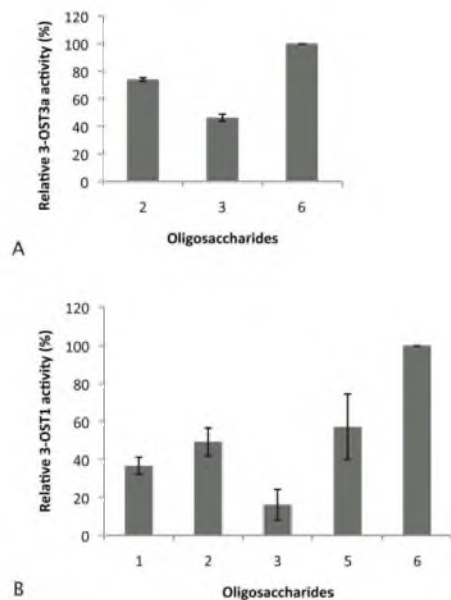 Relative 3-OST3a activity (%)
120
100
80
60
40
20
0
2 3 6
Oligosaccharides
A
Relative 3-OST1 activity (%)
120
100
80
60
40
20
0
1 2 3 5 6
Oligosaccharides
B